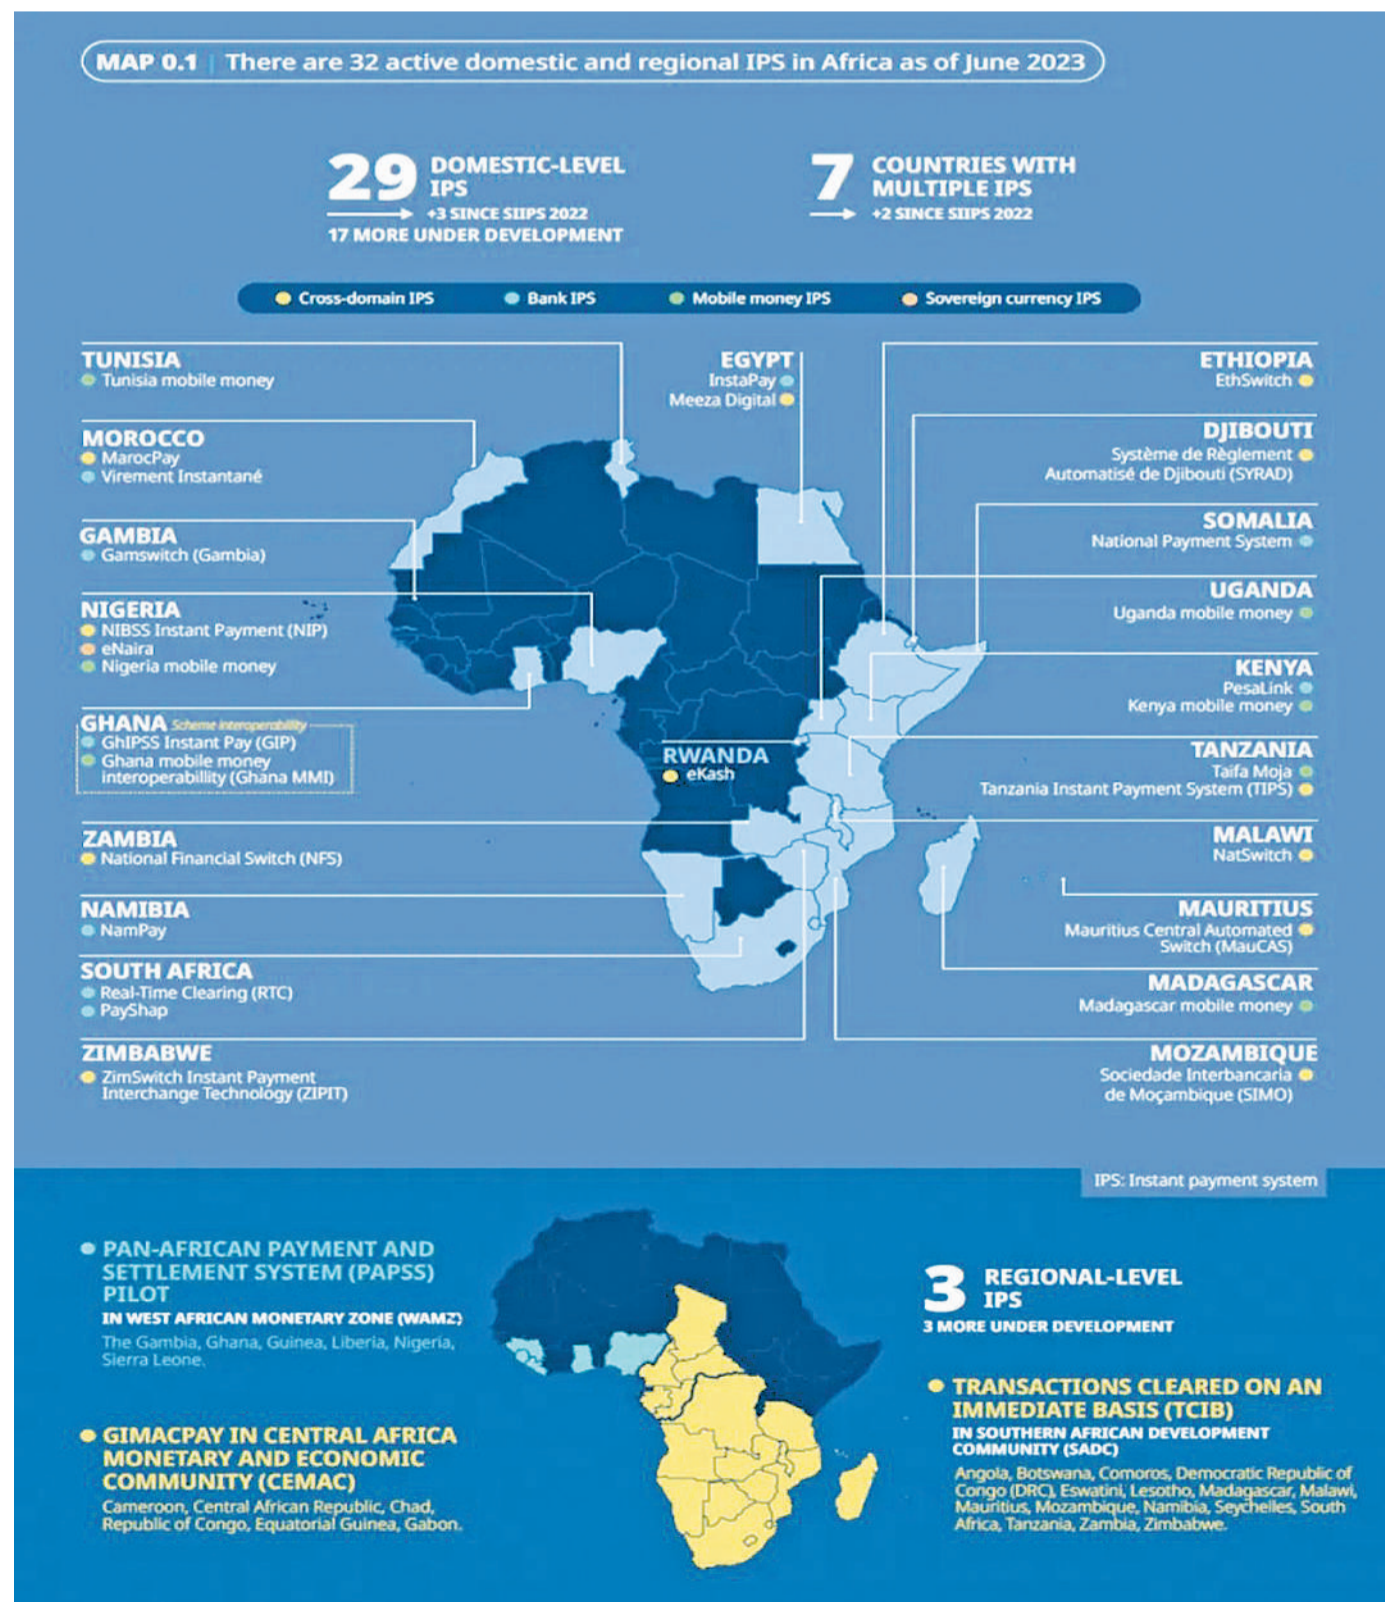 MAP 0.1 | There are 32 active domestic and regional IPS in Africa as of June 2023
29 DOMESTIC-LEVEL
IPS
+3 SINCE SIIPS 2022
17 MORE UNDER DEVELOPMENT
7 COUNTRIES WITH
MULTIPLE IPS
+2 SINCE SIIPS 2022
Cross-domain IPS
Bank IPS
Mobile money IPS
Sovereign currency IPS
TUNISIA
Tunisia mobile money
MOROCCO
MarocPay
Virement Instantané
GAMBIA
Gamswitch (Gambia)
NIGERIA
NIBSS Instant Payment (NIP)
eNaira
Nigeria mobile money
GHANA Scheme interoperability
GhIPSS Instant Pay (GIP)
Ghana mobile money
interoperabillity (Ghana MMI)
ZAMBIA
National Financial Switch (NFS)
NAMIBIA
NamPay
SOUTH AFRICA
Real-Time Clearing (RTC)
PayShap
ZIMBABWE
ZimSwitch Instant Payment
Interchange Technology (ZIPIT)
EGYPT
InstaPay
Meeza Digital
RWANDA
eKash
ETHIOPIA
EthSwitch
DJIBOUTI
Système de Règlement
Automatisé de Djibouti (SYRAD)
SOMALIA
National Payment System
UGANDA
Uganda mobile money
KENYA
PesaLink
Kenya mobile money
TANZANIA
Taifa Moja
Tanzania Instant Payment System (TIPS)
MALAWI
NatSwitch
MAURITIUS
Mauritius Central Automated
Switch (MauCAS)
MADAGASCAR
Madagascar mobile money
MOZAMBIQUE
Sociedade Interbancaria
de Moçambique (SIMO)
IPS: Instant payment system
PAN-AFRICAN PAYMENT AND
SETTLEMENT SYSTEM (PAPSS)
PILOT
IN WEST AFRICAN MONETARY ZONE (WAMZ)
The Gambia, Ghana, Guinea, Liberia, Nigeria,
Sierra Leone.
GIMACPAY IN CENTRAL AFRICA
MONETARY AND ECONOMIC
COMMUNITY (CEMAC)
Cameroon, Central African Republic, Chad,
Republic of Congo, Equatorial Guinea, Gabon.
3 REGIONAL-LEVEL
IPS
3 MORE UNDER DEVELOPMENT
TRANSACTIONS CLEARED ON AN
IMMEDIATE BASIS (TCIB)
IN SOUTHERN AFRICAN DEVELOPMENT
COMMUNITY (SADC)
Angola, Botswana, Comoros, Democratic Republic of
Congo (DRC), Eswatini, Lesotho, Madagascar, Malawi,
Mauritius, Mozambique, Namibia, Seychelles, South
Africa, Tanzania, Zambia, Zimbabwe.